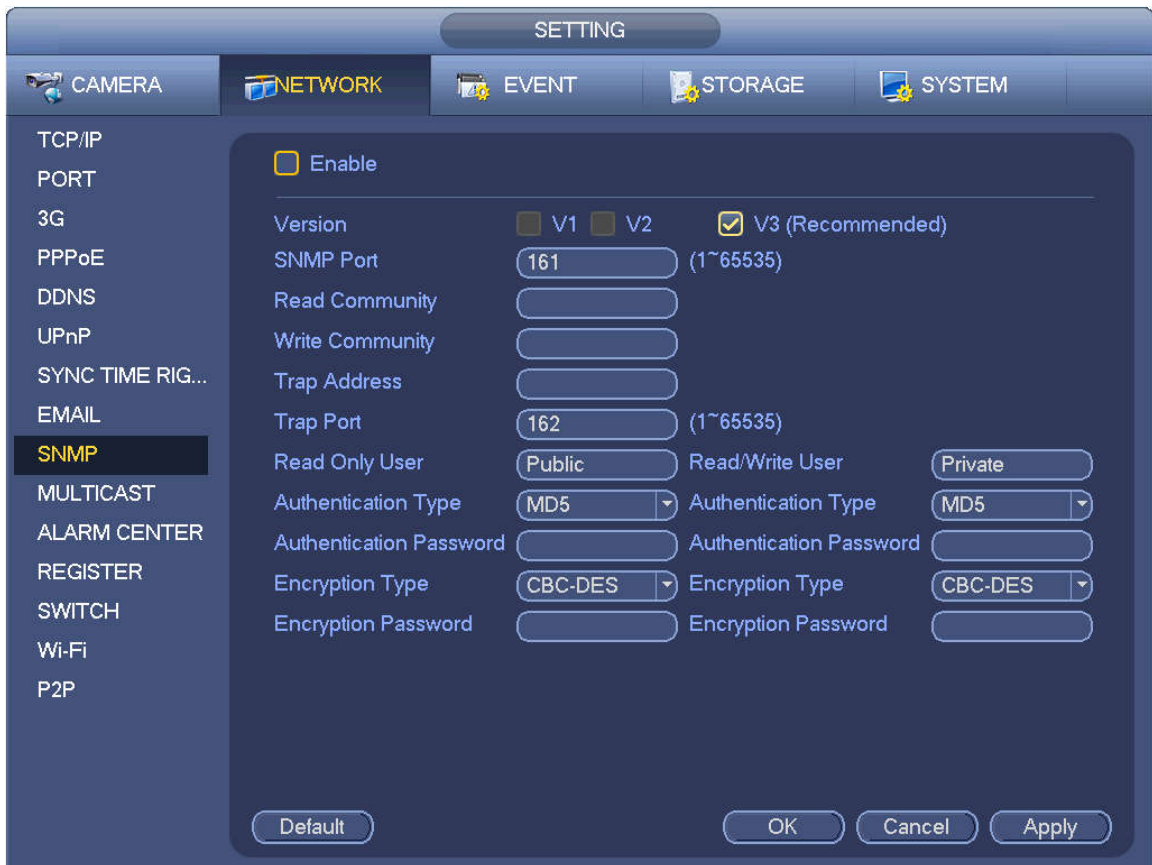 SETTING
CAMERA NETWORK EVENT STORAGE SYSTEM
TCP/IP
PORT
3G
PPPoE
DDNS
UPnP
SYNC TIME RIG...
EMAIL
SNMP
MULTICAST
ALARM CENTER
REGISTER
SWITCH
Wi-Fi
P2P
Enable
Version V1 V2 V3 (Recommended)
SNMP Port 161 (1~65535)
Read Community
Write Community
Trap Address
Trap Port 162 (1~65535)
Read Only User Public Read/Write User Private
Authentication Type MD5 Authentication Type MD5
Authentication Password Authentication Password
Encryption Type CBC-DES Encryption Type CBC-DES
Encryption Password Encryption Password
Default OK Cancel Apply